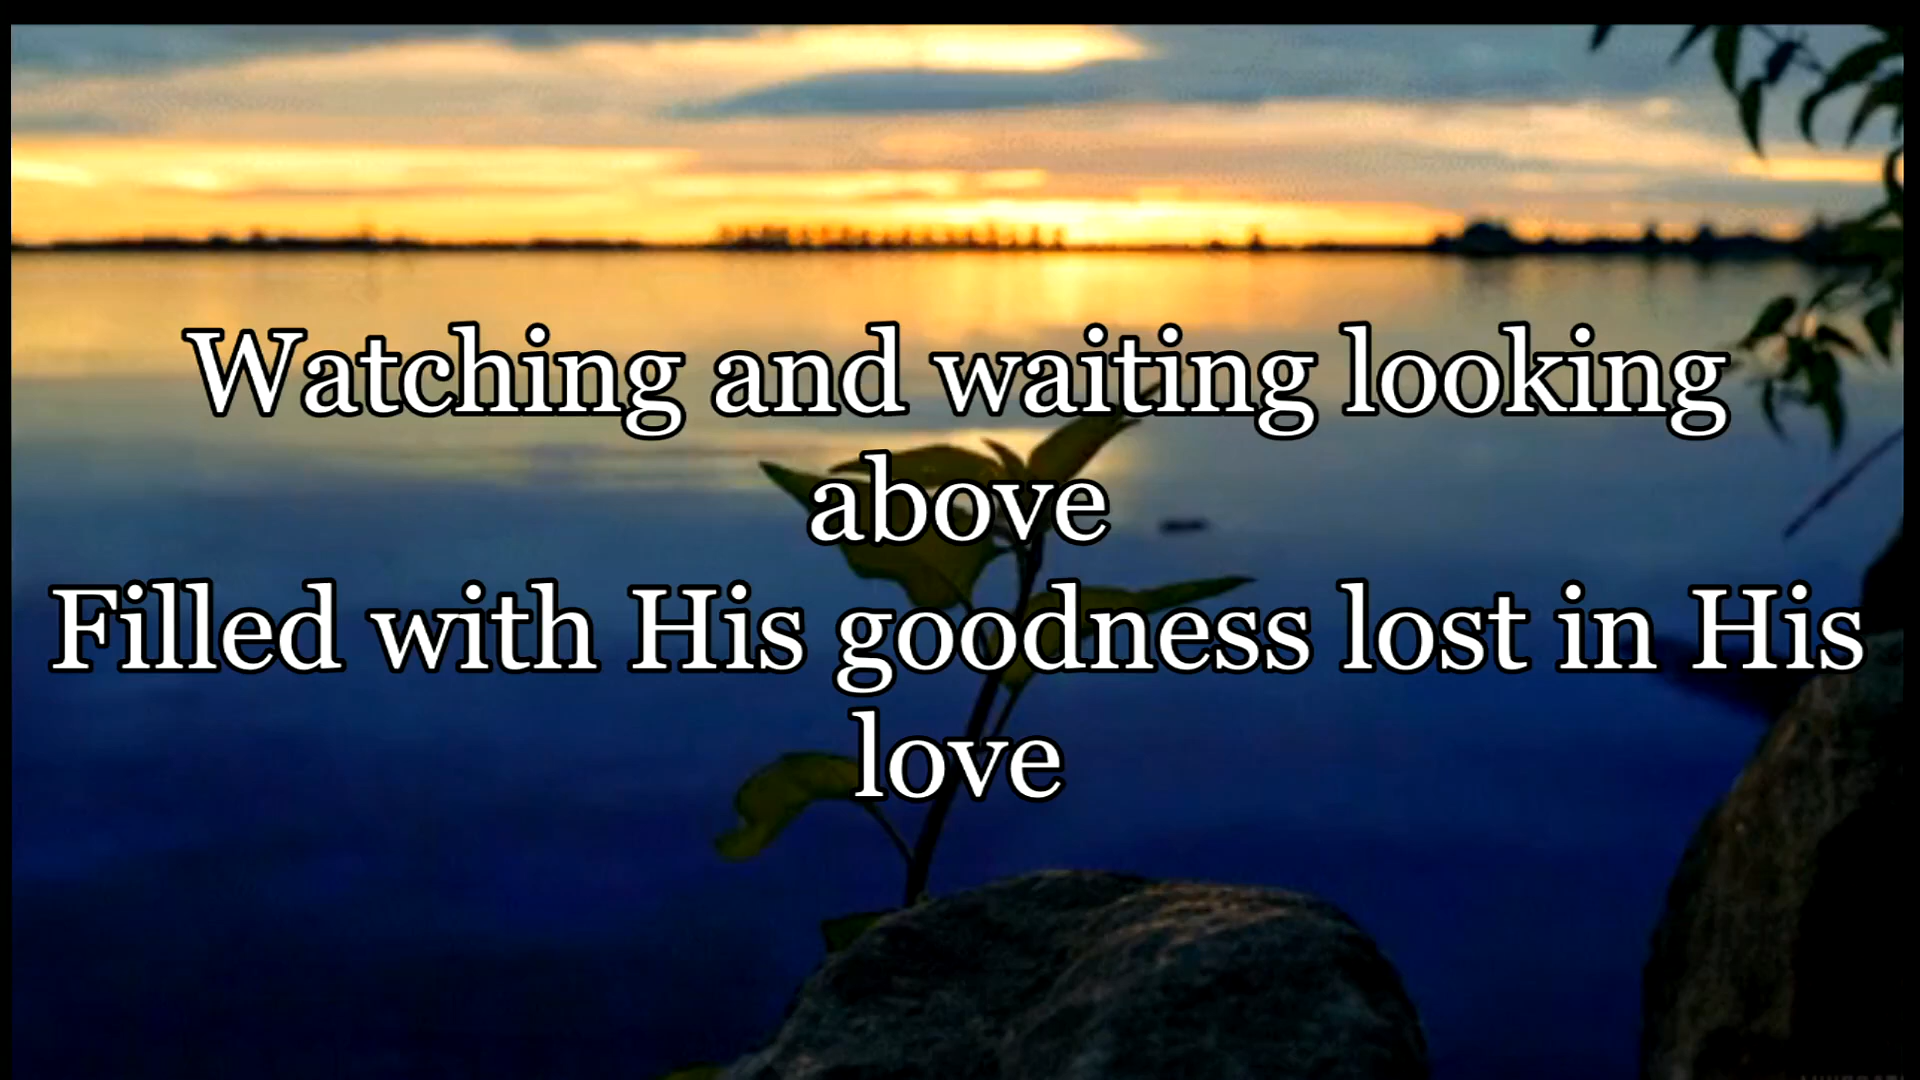 Watching and waiting looking
above
Filled with His goodness lost in His
love